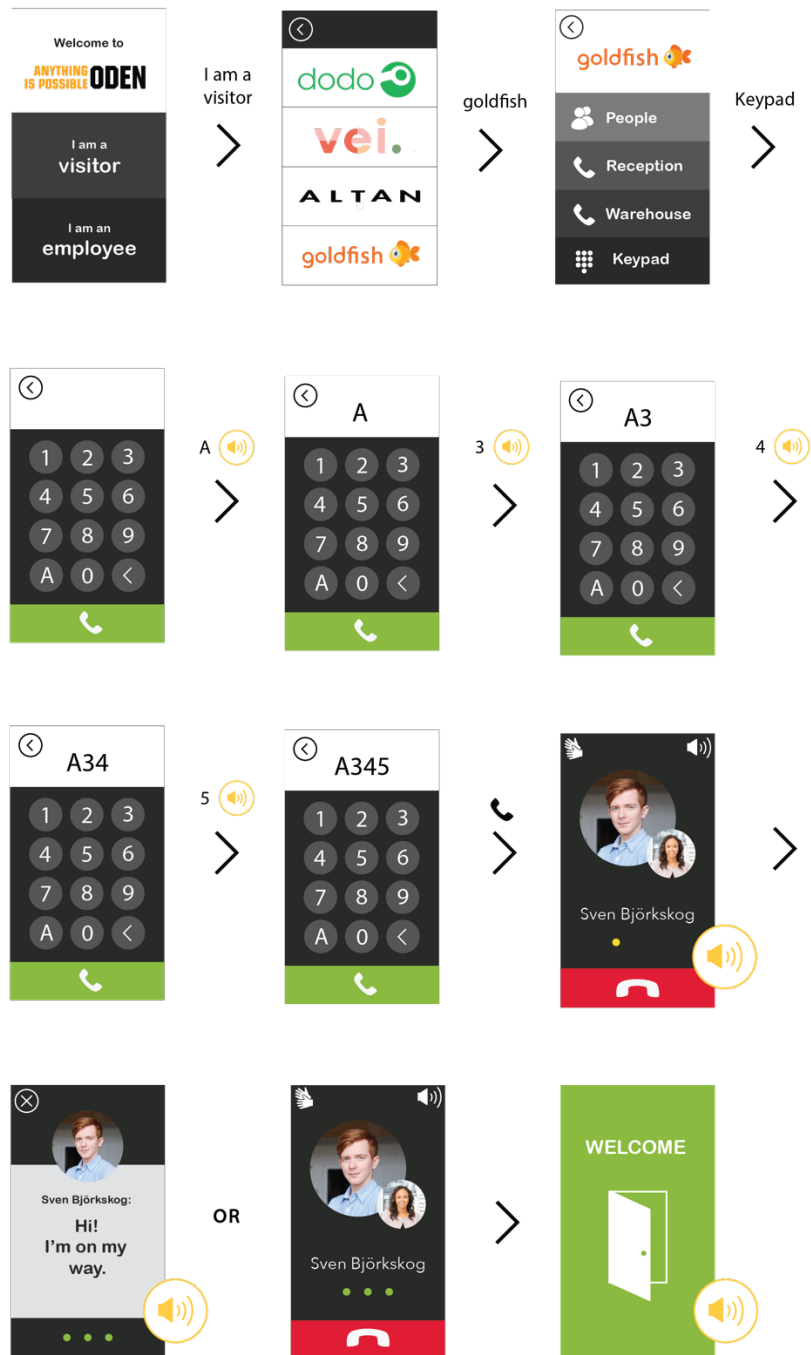 Welcome to
ANYTHING
IS POSSIBLE ODEN
I am a
visitor
I am an
employee
I am a
visitor
dodo
vei.
ALTAN
goldfish
goldfish
goldfish
People
Reception
Warehouse
Keypad
Keypad
1 2 3
4 5 6
7 8 9
A 0 <
A
A
1 2 3
4 5 6
7 8 9
A 0 <
3
A3
1 2 3
4 5 6
7 8 9
A 0 <
4
A34
1 2 3
4 5 6
7 8 9
A 0 <
5
A345
1 2 3
4 5 6
7 8 9
A 0 <
Sven Björkskog
Sven Björkskog:
Hi!
I'm on my
way.
OR
Sven Björkskog
WELCOME